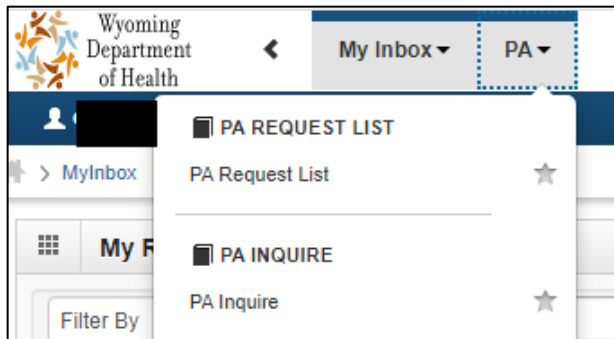 Wyoming
Department
of Health
My Inbox
PA
PA REQUEST LIST
MyInbox
PA Request List
My R
PA INQUIRE
PA Inquire
Filter By